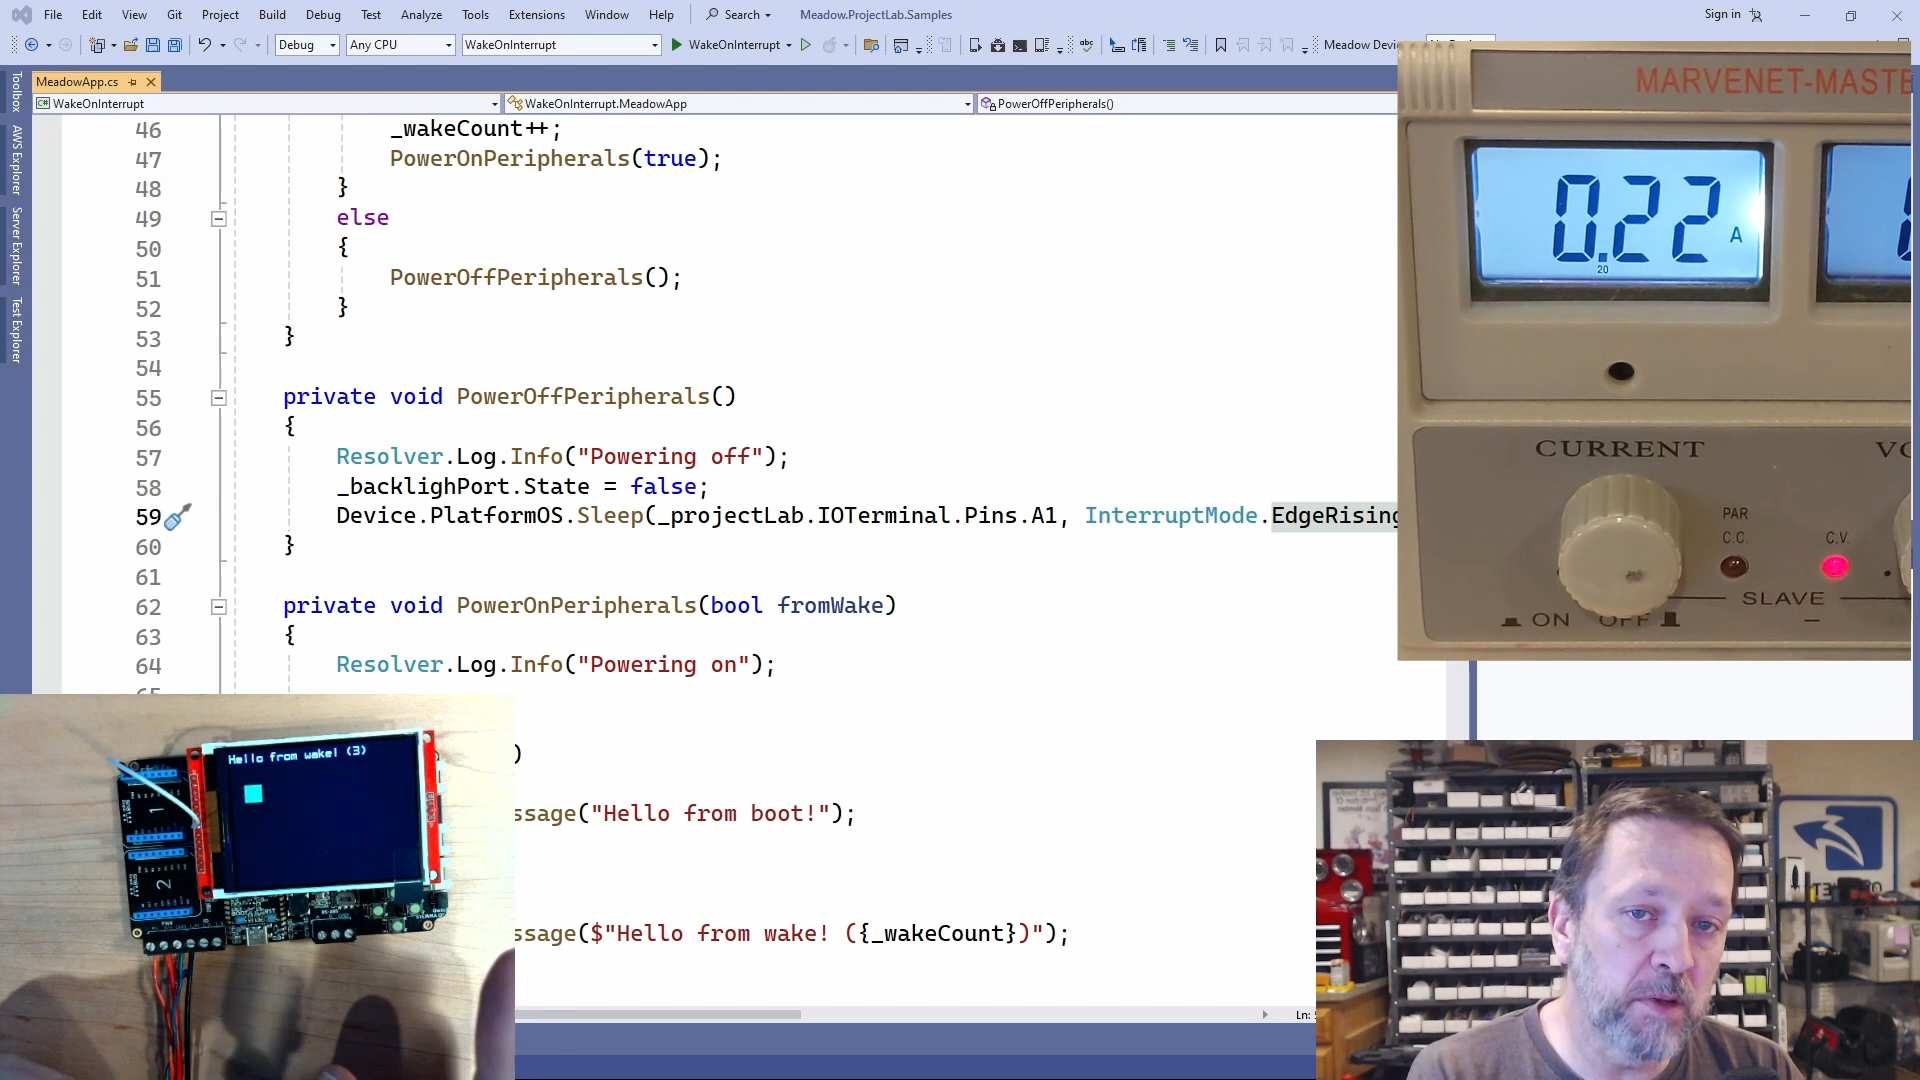 File Edit View Git Project Build Debug Test Analyze Tools Extensions Window Help Search Meadow.ProjectLab.Samples Sign in
Debug Any CPU WakeOnInterrupt WakeOnInterrupt Meadow Devi
MeadowApp.cs
WakeOnInterrupt WakeOnInterrupt.MeadowApp PowerOffPeripherals()
Toolbox
AWS Explorer
Server Explorer
Test Explorer
46 _wakeCount++;
47 PowerOnPeripherals(true);
48 }
49 else
50 {
51 PowerOffPeripherals();
52 }
53 }
54
55 private void PowerOffPeripherals()
56 {
57 Resolver.Log.Info("Powering off");
58 _backlighPort.State = false;
59 Device.PlatformOS.Sleep(_projectLab.IOTerminal.Pins.A1, InterruptMode.EdgeRising
60 }
61
62 private void PowerOnPeripherals(bool fromWake)
63 {
64 Resolver.Log.Info("Powering on");
)
ssage("Hello from boot!");
ssage($"Hello from wake! ({_wakeCount})");
Ln:
MARVENET-MASTE
0.22 A
20
CURRENT VO
PAR
C.C. C.V.
SLAVE
ON OFF
Hello from wake! (3)
1
2